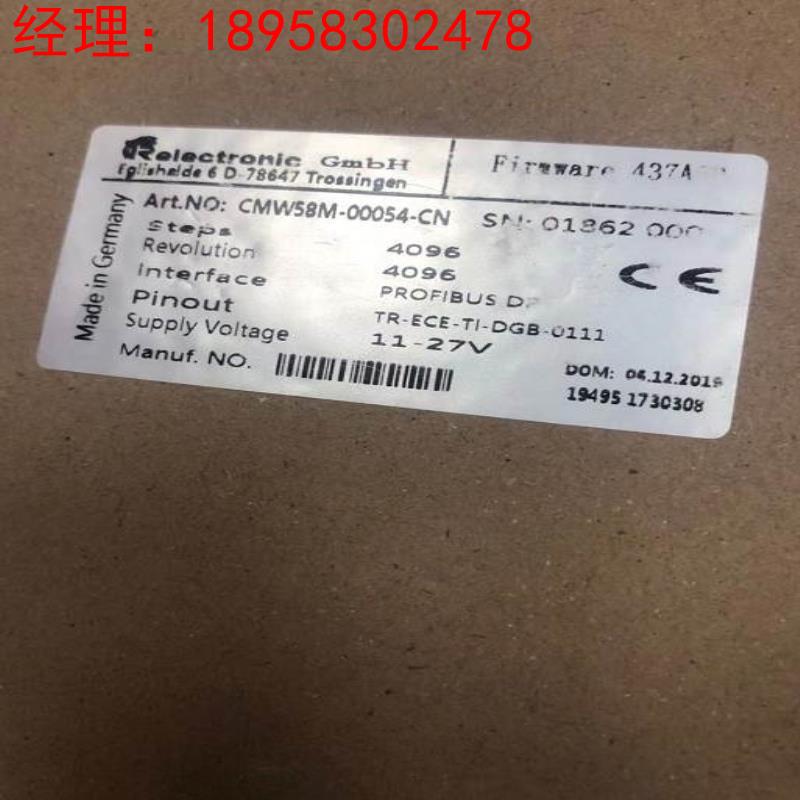 经理：18958302478
TRelectronic GmbH
Eglishalde 6 D-78647 Trossingen
Firmware 437A
Art.NO: CMW58M-00054-CN
SN: 01862 000
Steps 4096
Revolution 4096
Interface PROFIBUS DP
Pinout TR-ECE-TI-DGB-0111
Supply Voltage 11-27V
Manuf. NO.
Made in Germany
CE
DOM: 04.12.2019
19495 1730308